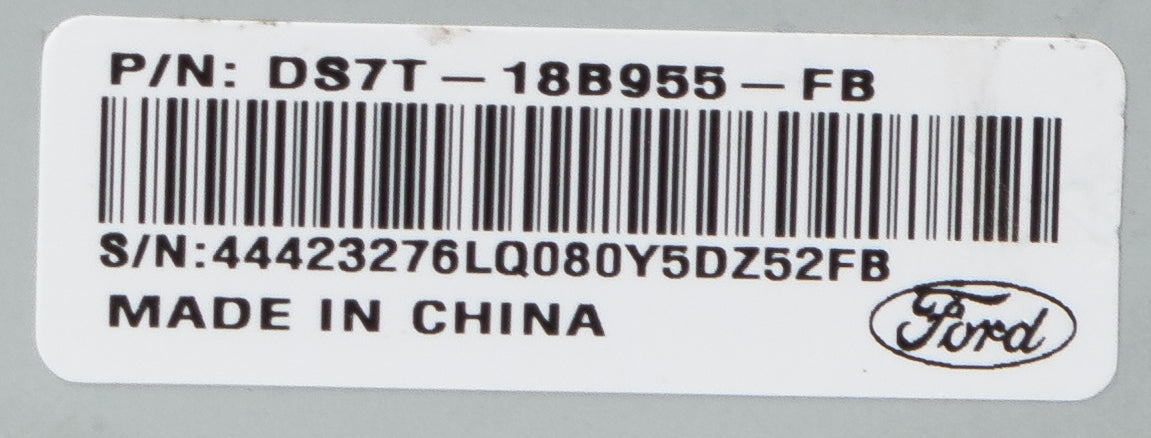 P/N: DS7T-18B955-FB
S/N:44423276LQ080Y5DZ52FB
MADE IN CHINA
Ford